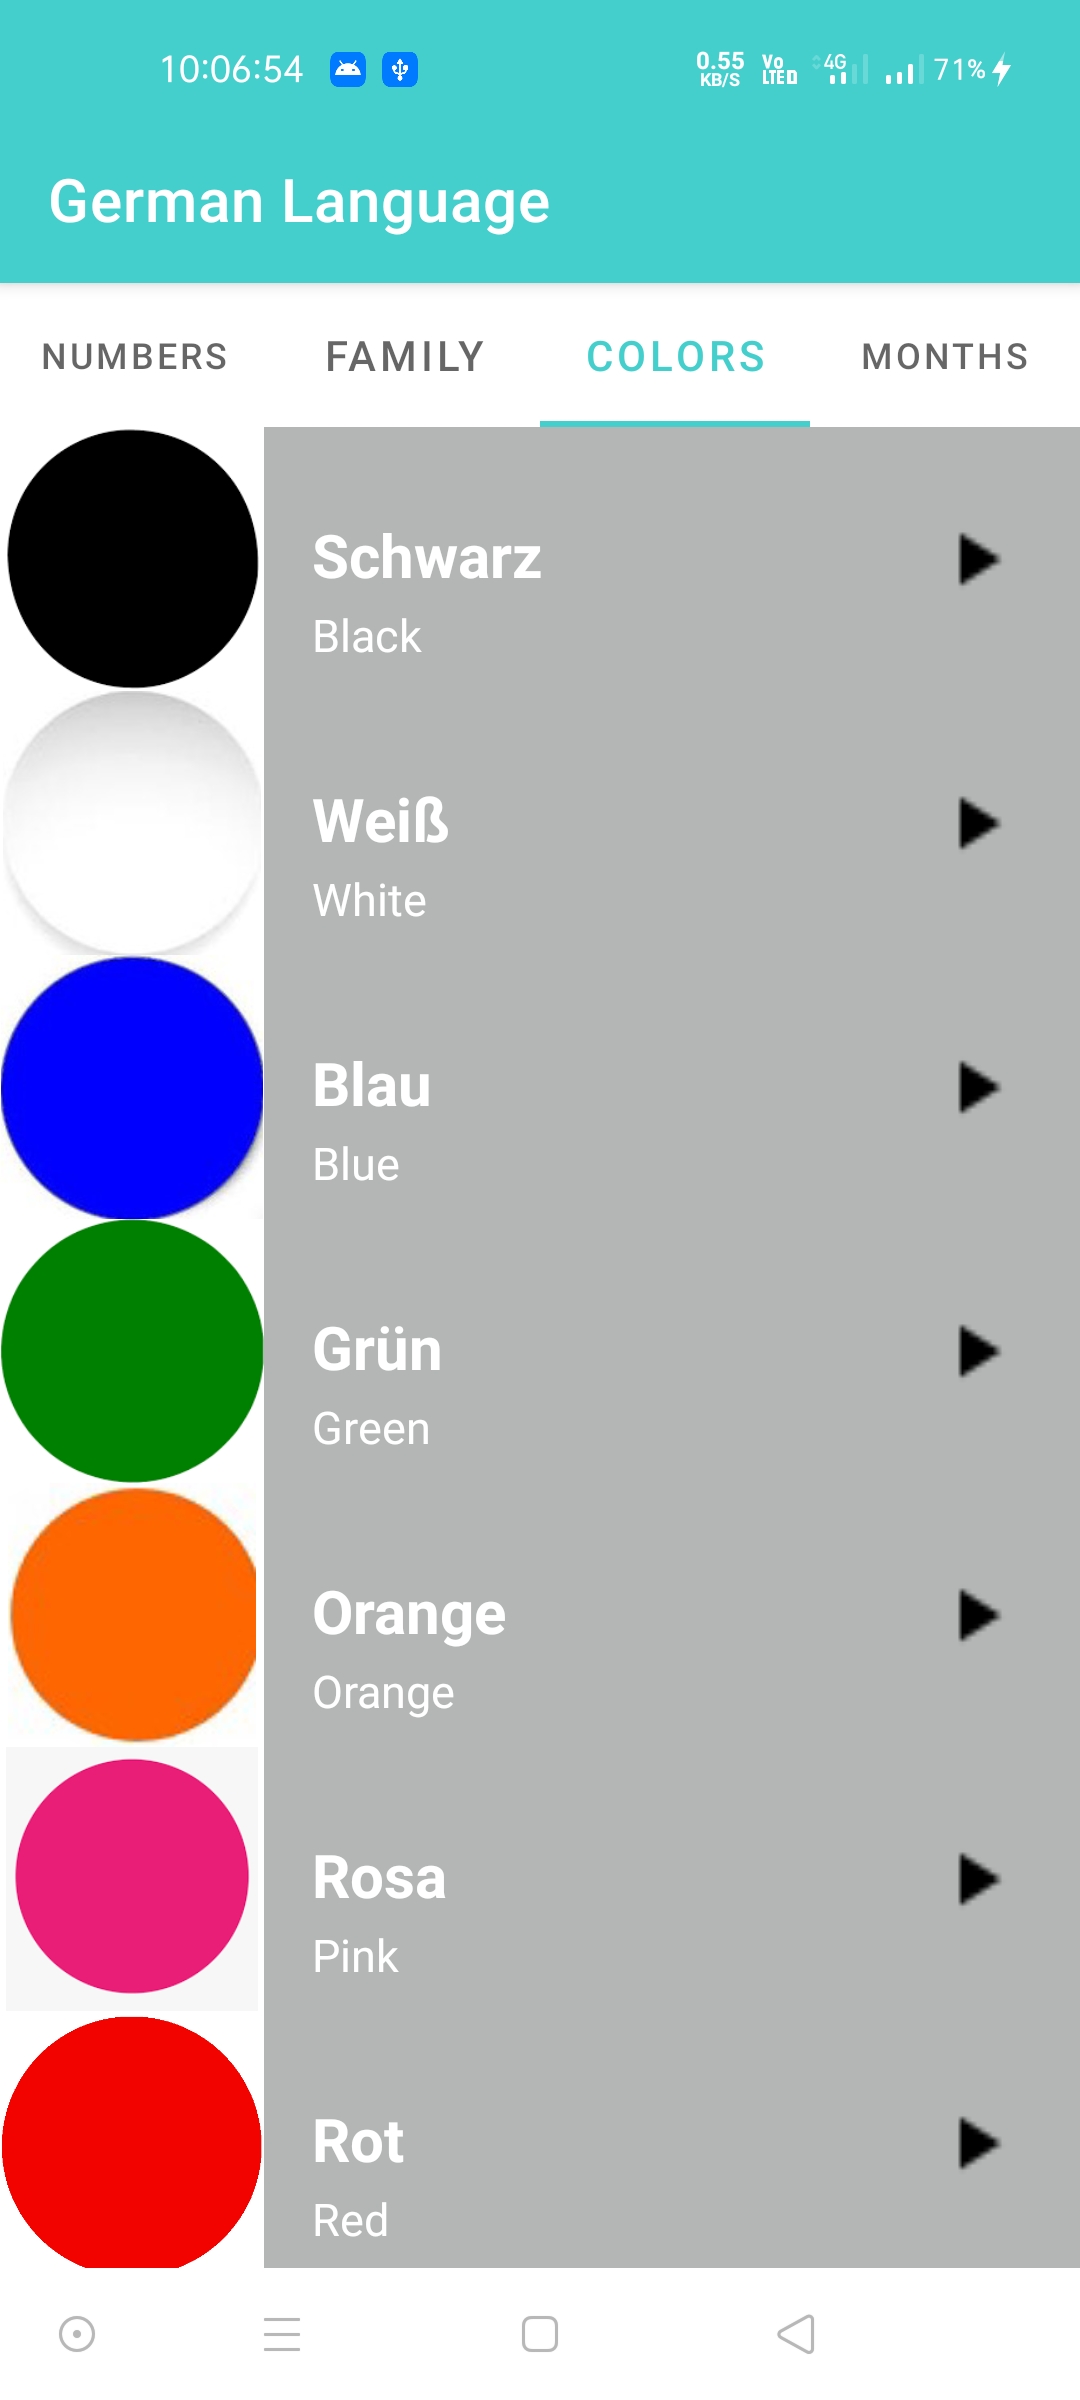 10:06:54
0.55 KB/S Vo LTE 4G 71%
German Language
NUMBERS FAMILY COLORS MONTHS
Schwarz
Black
Weiß
White
Blau
Blue
Grün
Green
Orange
Orange
Rosa
Pink
Rot
Red